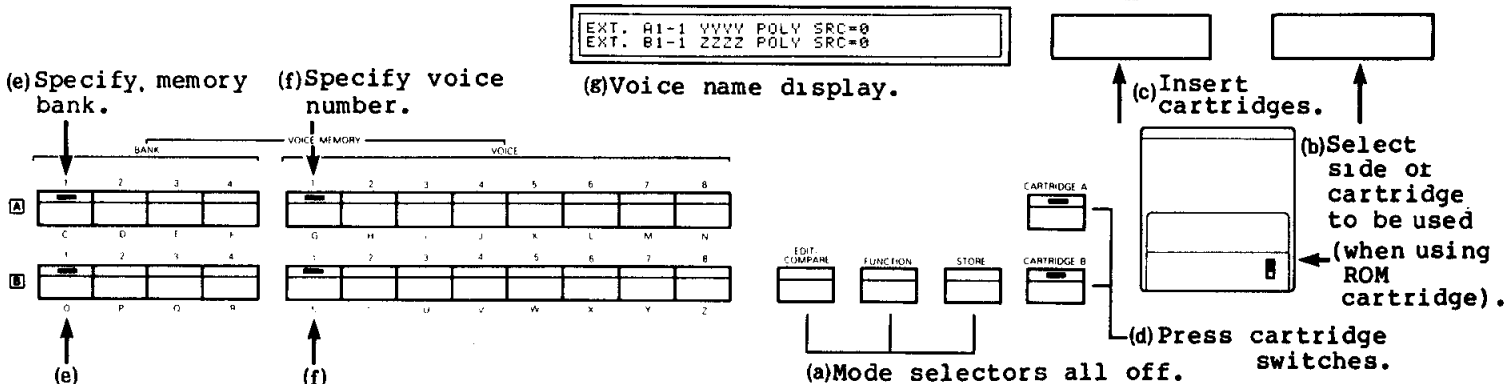 EXT. A1-1 YYYY POLY SRC=0
EXT. B1-1 ZZZZ POLY SRC=0
(g)Voice name display.
(e)Specify, memory
bank.
(f)Specify voice
number.
(c)Insert
cartridges.
(b)Select
side or
cartridge
to be used
(when using
ROM
cartridge).
VOICE MEMORY
BANK
VOICE
1 2 3 4 1 2 3 4 5 6 7 8
A
C D E F G H J K L M N
CARTRIDGE A
1 2 3 4 1 2 3 4 5 6 7 8
B
O P Q R U V W X Y Z
EDIT-
COMPARE
FUNCTION
STORE
CARTRIDGE B
(d)Press cartridge
switches.
(e)
(f)
(a)Mode selectors all off.